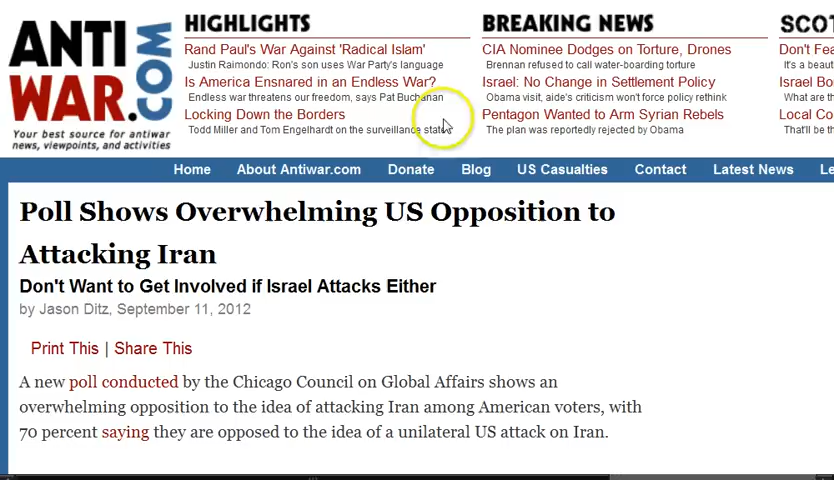 ANTI
WAR.COM
Your best source for antiwar
news, viewpoints, and activities
HIGHLIGHTS
Rand Paul's War Against 'Radical Islam'
Justin Raimondo: Ron's son uses War Party's language
Is America Ensnared in an Endless War?
Endless war threatens our freedom, says Pat Buchanan
Locking Down the Borders
Todd Miller and Tom Engelhardt on the surveillance state
BREAKING NEWS
CIA Nominee Dodges on Torture, Drones
Brennan refused to call water-boarding torture
Israel: No Change in Settlement Policy
Obama visit, aide's criticism won't force policy rethink
Pentagon Wanted to Arm Syrian Rebels
The plan was reportedly rejected by Obama
SCOT
Don't Fea
It's a beaut
Israel Bo
What are th
Local Co
That'll be th
Home About Antiwar.com Donate Blog US Casualties Contact Latest News Le
Poll Shows Overwhelming US Opposition to
Attacking Iran
Don't Want to Get Involved if Israel Attacks Either
by Jason Ditz, September 11, 2012
Print This | Share This
A new poll conducted by the Chicago Council on Global Affairs shows an
overwhelming opposition to the idea of attacking Iran among American voters, with
70 percent saying they are opposed to the idea of a unilateral US attack on Iran.